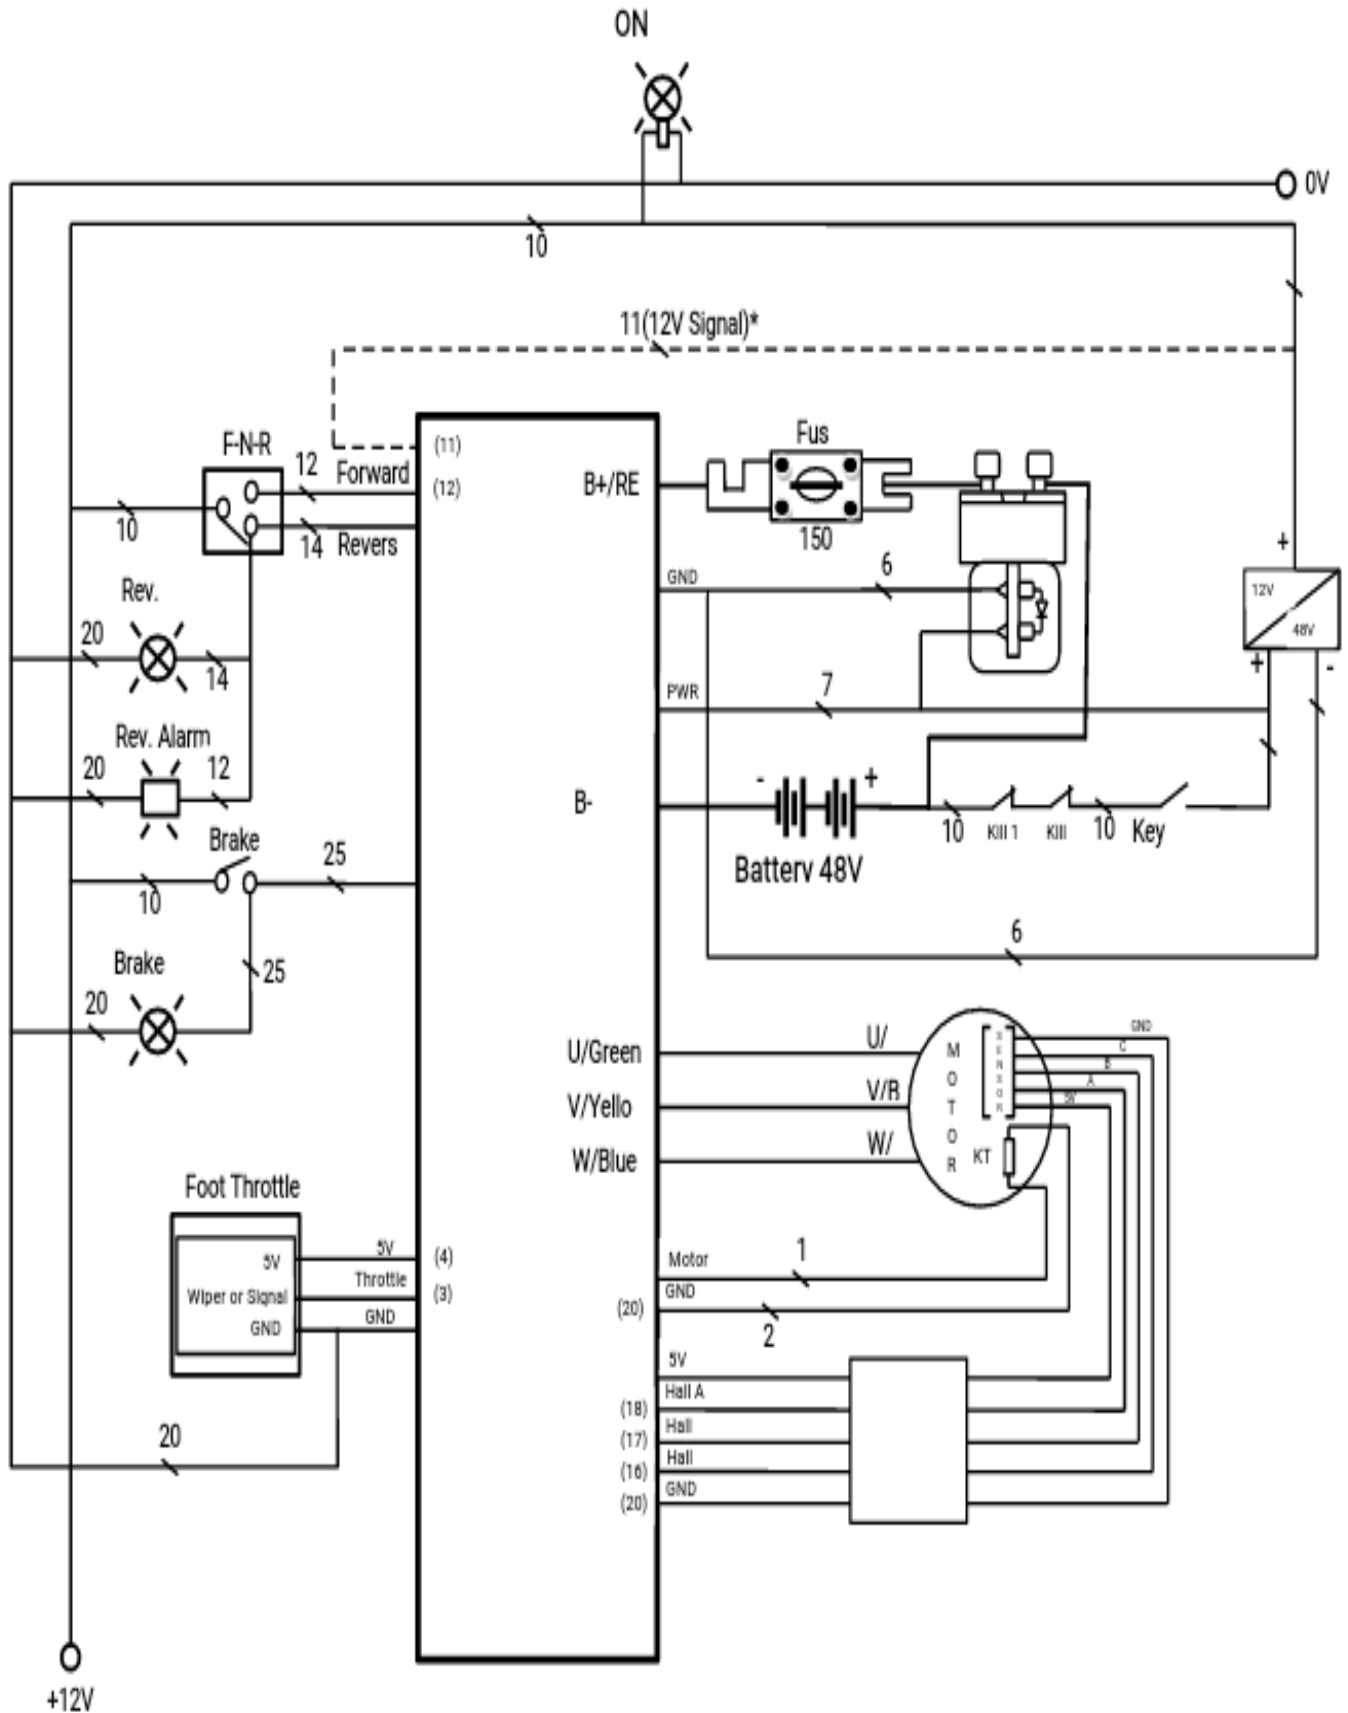 ON
0V
10
11(12V Signal)*
F-N-R
12
Forward
(11)
(12)
10
14
Revers
B+/RE
Fus
150
GND
6
+
12V
48V
+
-
Rev.
20
14
PWR
7
Rev. Alarm
20
12
B-
-
+
10
Kill 1
Kill
10
Key
Battery 48V
Brake
25
10
6
Brake
25
20
U/Green
U/
V/Yello
V/B
W/Blue
W/
MOTOR
GND
C
B
A
5V
KT
Foot Throttle
5V
5V
(4)
Wiper or Signal
Throttle
(3)
GND
GND
Motor
1
GND
(20)
2
5V
Hall A
(18)
Hall
(17)
Hall
(16)
GND
(20)
20
+12V